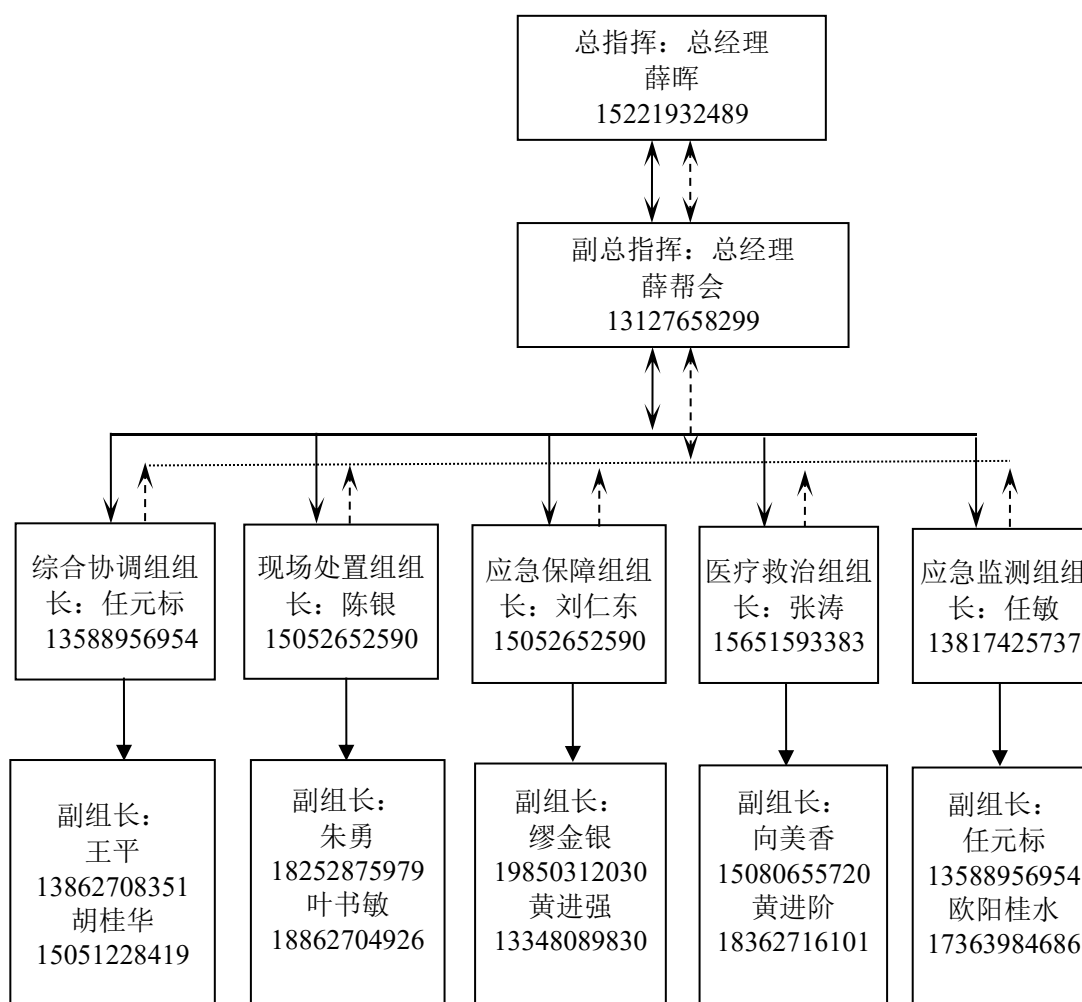 总指挥：总经理
薛晖
15221932489
副总指挥：总经理
薛帮会
13127658299
综合协调组组
长：任元标
13588956954
现场处置组组
长：陈银
15052652590
应急保障组组
长：刘仁东
15052652590
医疗救治组组
长：张涛
15651593383
应急监测组组
长：任敏
13817425737
副组长：
王平
13862708351
胡桂华
15051228419
副组长：
朱勇
18252875979
叶书敏
18862704926
副组长：
缪金银
19850312030
黄进强
13348089830
副组长：
向美香
15080655720
黄进阶
18362716101
副组长：
任元标
13588956954
欧阳桂水
17363984686